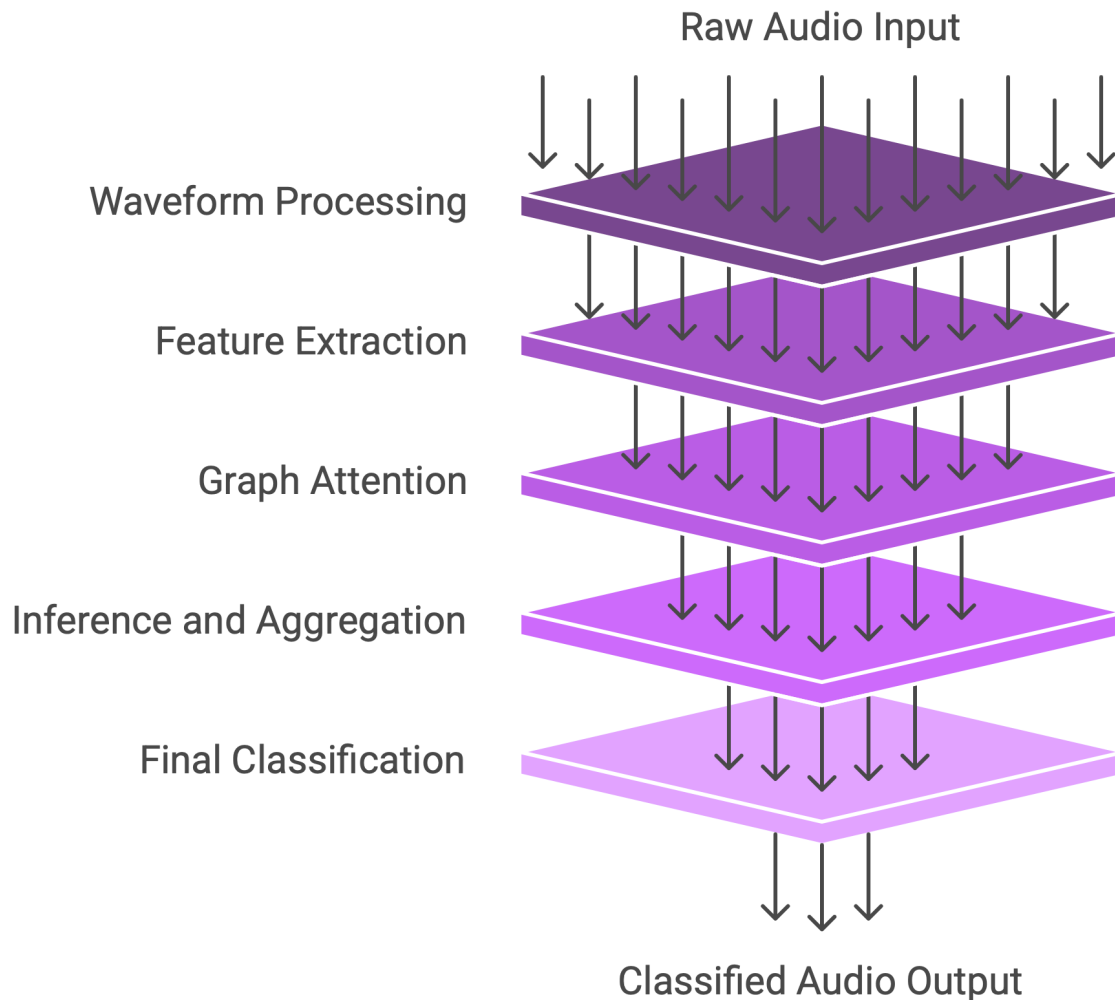 Raw Audio Input
Waveform Processing
Feature Extraction
Graph Attention
Inference and Aggregation
Final Classification
Classified Audio Output